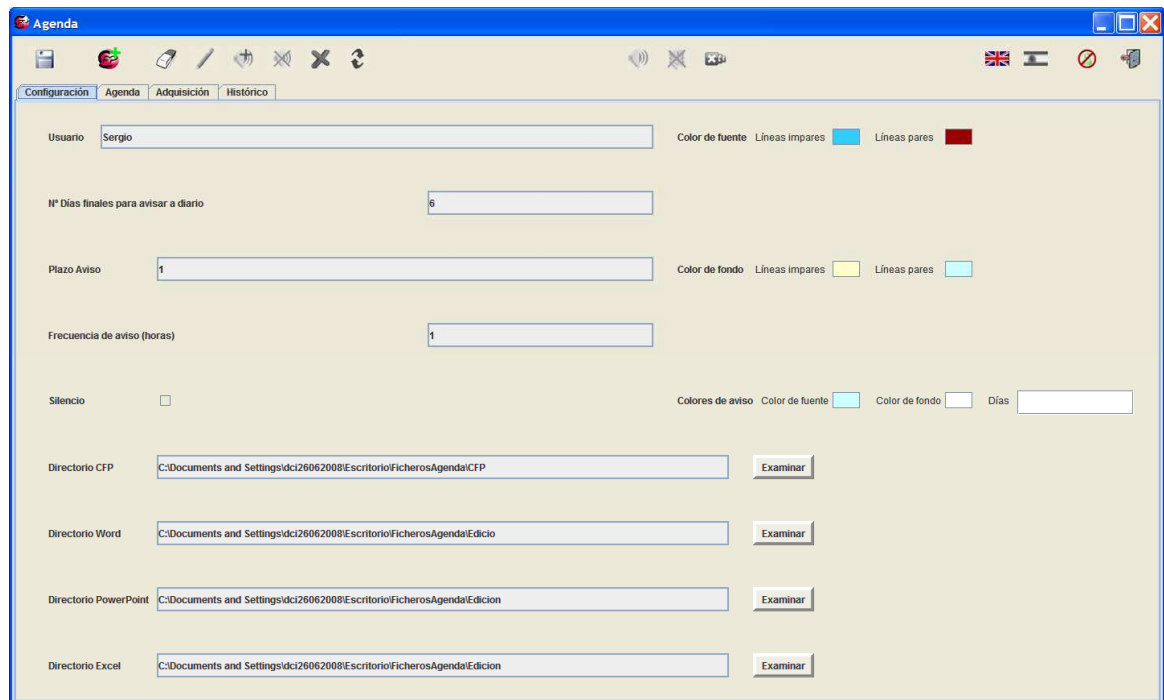 Agenda
Configuración Agenda Adquisición Histórico
Usuario Sergio Color de fuente Líneas impares Líneas pares
Nº Días finales para avisar a diario 6
Plazo Aviso 1 Color de fondo Líneas impares Líneas pares
Frecuencia de aviso (horas) 1
Silencio Colores de aviso Color de fuente Color de fondo Días
Directorio CFP C:\Documents and Settings\dci26062008\Escritorio\FicherosAgenda\CFP Examinar
Directorio Word C:\Documents and Settings\dci26062008\Escritorio\FicherosAgenda\Edicio Examinar
Directorio PowerPoint C:\Documents and Settings\dci26062008\Escritorio\FicherosAgenda\Edicion Examinar
Directorio Excel C:\Documents and Settings\dci26062008\Escritorio\FicherosAgenda\Edicion Examinar